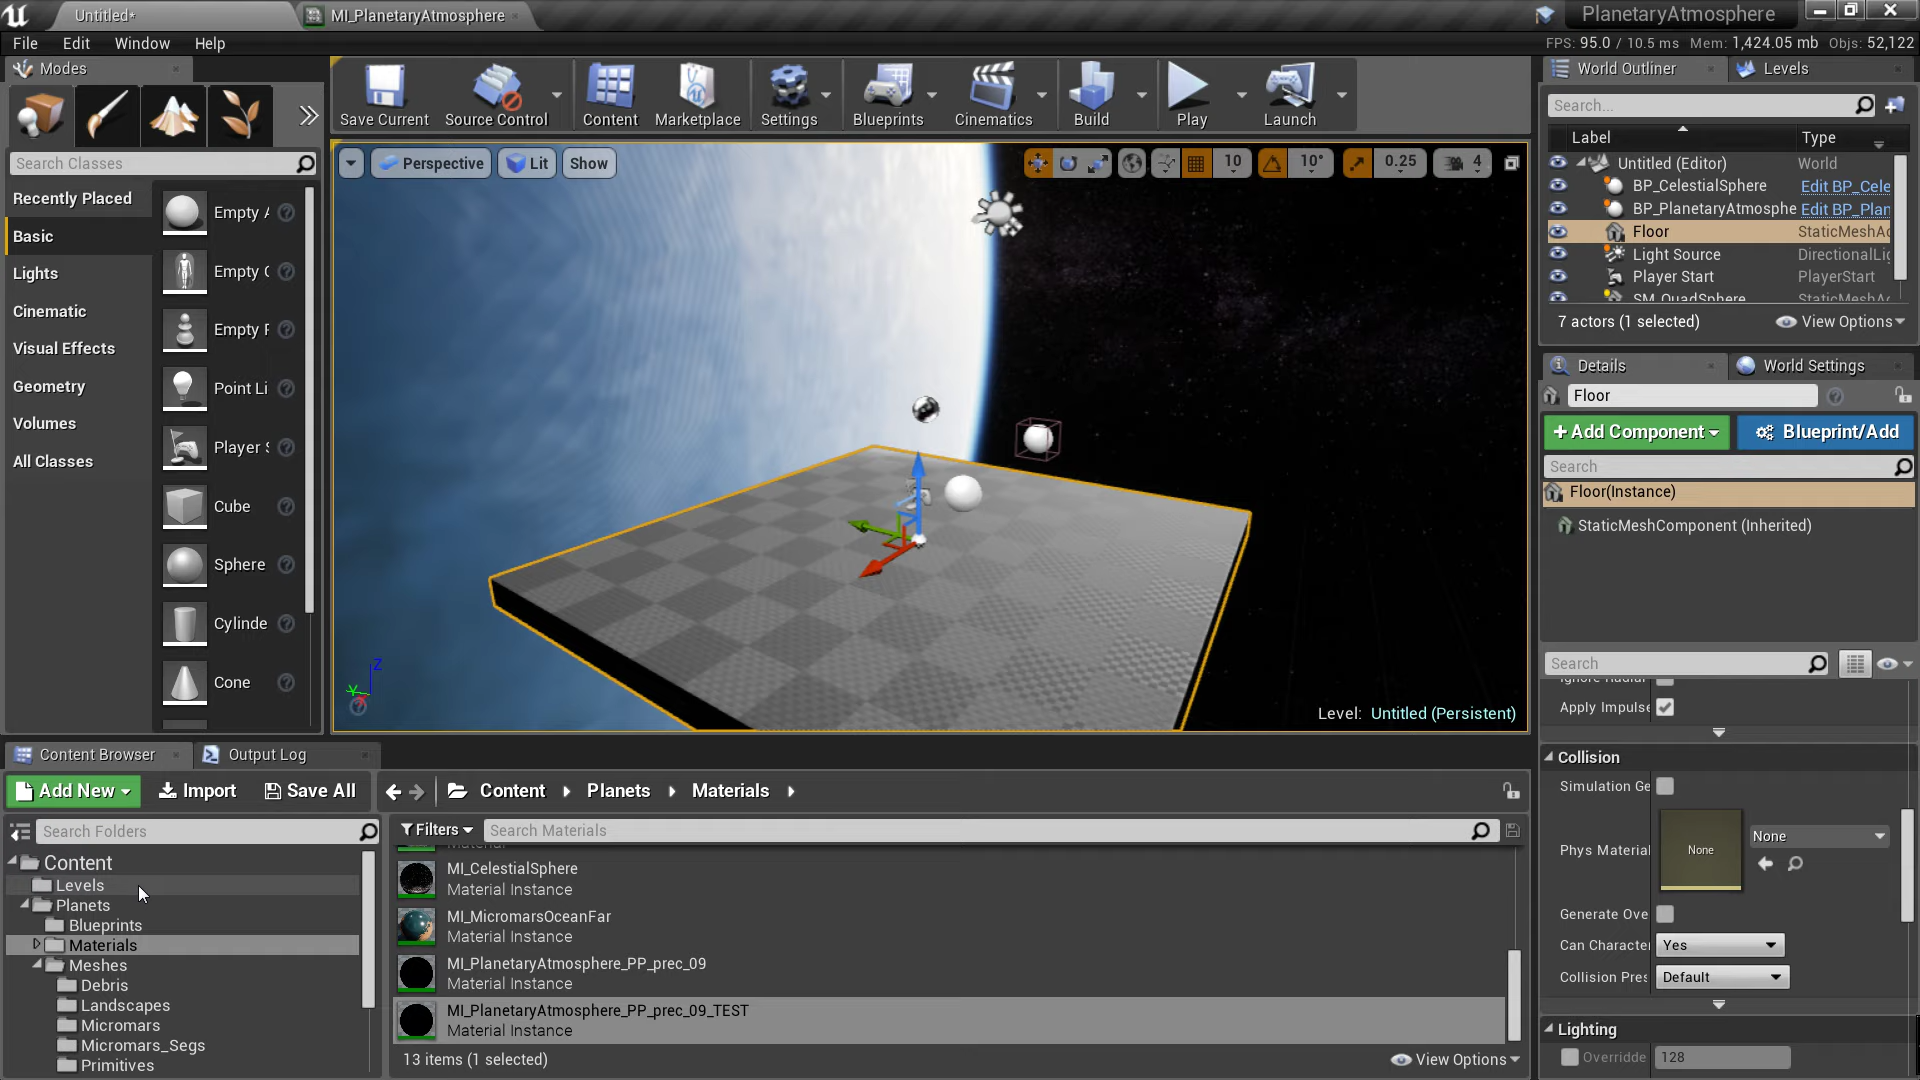 Untitled*
MI_PlanetaryAtmosphere
PlanetaryAtmosphere
File Edit Window Help
FPS: 95.0 / 10.5 ms Mem: 1,424.05 mb Objs: 52,122
Modes
Save Current
Source Control
Content
Marketplace
Settings
Blueprints
Cinematics
Build
Play
Launch
Search Classes
Recently Placed
Basic
Lights
Cinematic
Visual Effects
Geometry
Volumes
All Classes
Empty A
Empty C
Empty P
Point Li
Player S
Cube
Sphere
Cylinde
Cone
Perspective
Lit
Show
10
10°
0.25
4
Z
Y
Level: Untitled (Persistent)
World Outliner
Levels
Search...
Label Type
Untitled (Editor) World
BP_CelestialSphere Edit BP_Cele
BP_PlanetaryAtmosphe Edit BP_Plan
Floor StaticMeshAc
Light Source DirectionalLig
Player Start PlayerStart
SM_QuadSphere StaticMeshAc
7 actors (1 selected)
View Options
Details
World Settings
Floor
+ Add Component
Blueprint/Add
Search
Floor(Instance)
StaticMeshComponent (Inherited)
Search
Ignore Radial
Apply Impulse
Collision
Simulation Ge
Phys Material
None
None
Generate Ove
Can Character
Yes
Collision Pres
Default
Lighting
Overridde
128
Content Browser
Output Log
Add New
Import
Save All
Content
Planets
Materials
Search Folders
Content
Levels
Planets
Blueprints
Materials
Meshes
Debris
Landscapes
Micromars
Micromars_Segs
Primitives
Filters
Search Materials
Material
MI_CelestialSphere
Material Instance
MI_MicromarsOceanFar
Material Instance
MI_PlanetaryAtmosphere_PP_prec_09
Material Instance
MI_PlanetaryAtmosphere_PP_prec_09_TEST
Material Instance
13 items (1 selected)
View Options